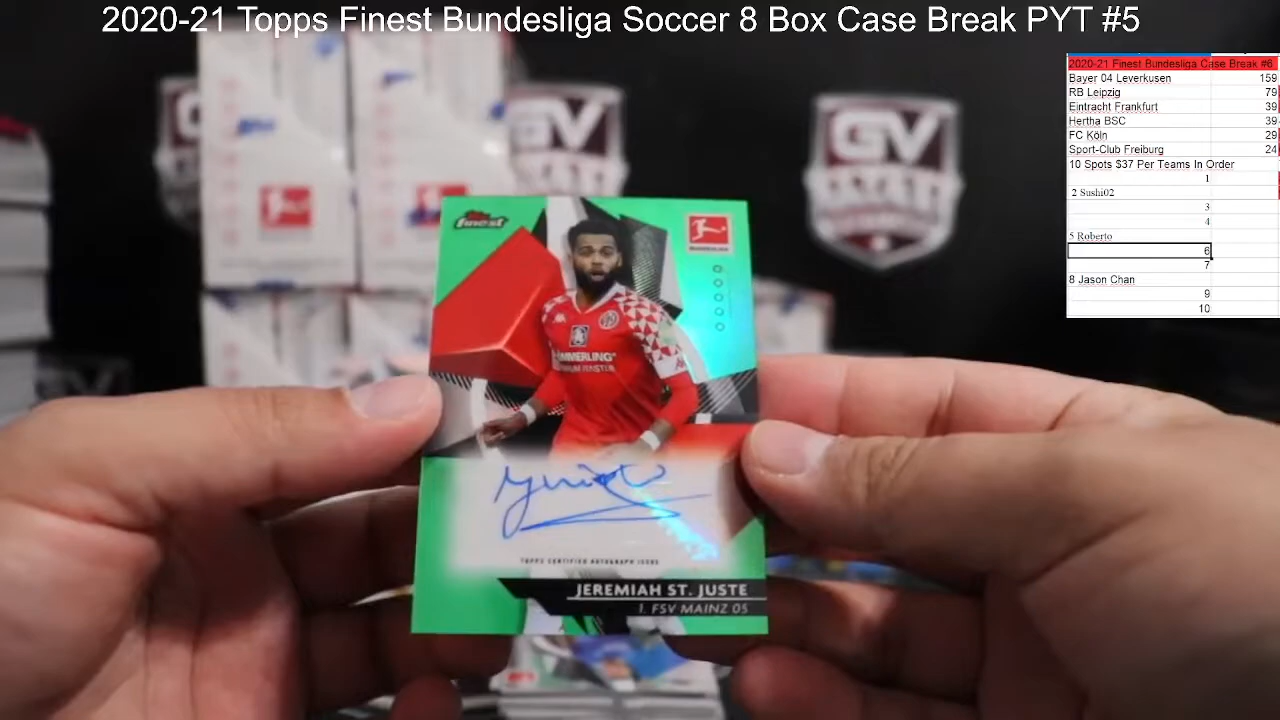 2020-21 Topps Finest Bundesliga Soccer 8 Box Case Break PYT #5
2020-21 Finest Bundesliga Case Break #6
Bayer 04 Leverkusen 159
RB Leipzig 79
Eintracht Frankfurt 39
Hertha BSC 39
FC Köln 29
Sport-Club Freiburg 24
10 Spots $37 Per Teams In Order
1
2 Sushi02
3
4
5 Roberto
6
7
8 Jason Chan
9
10
GV
GV
finest
BUNDESLIGA
TOPPS CERTIFIED AUTOGRAPH ISSUE
JEREMIAH ST. JUSTE
1. FSV MAINZ 05